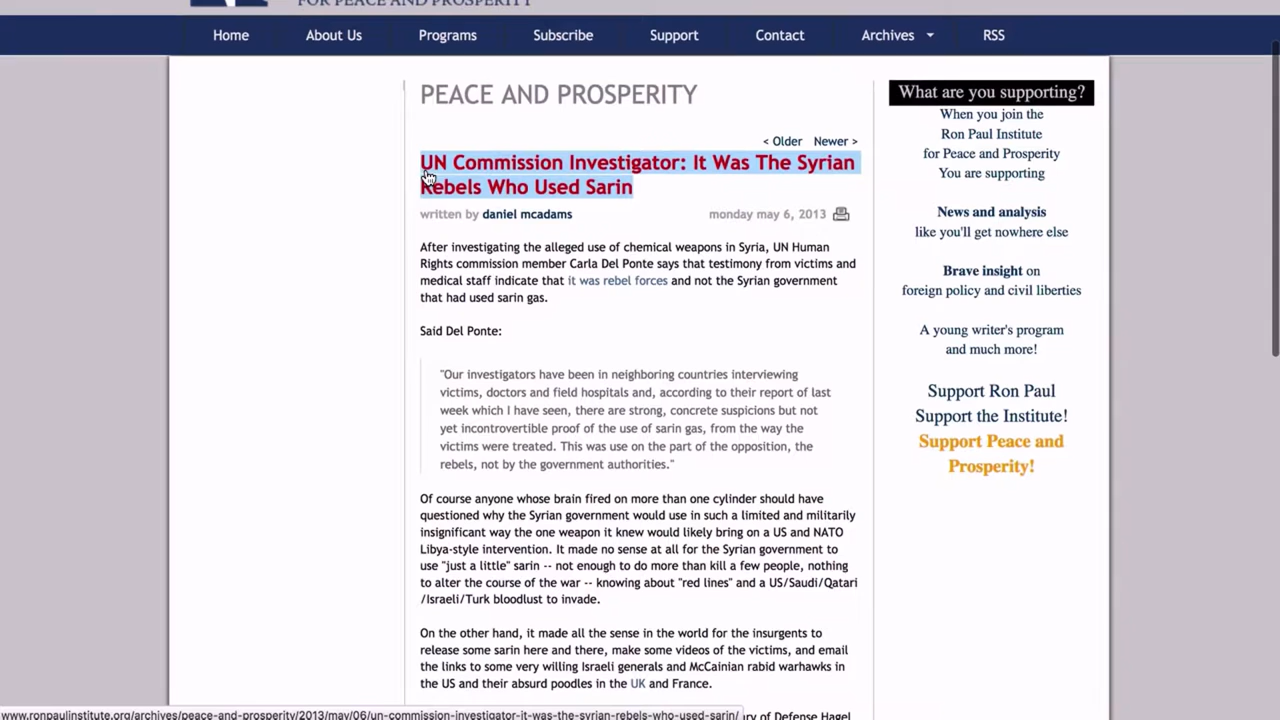 FOR PEACE AND PROSPERITY
Home About Us Programs Subscribe Support Contact Archives RSS
PEACE AND PROSPERITY
< Older Newer >
UN Commission Investigator: It Was The Syrian
Rebels Who Used Sarin
written by daniel mcadams monday may 6, 2013
After investigating the alleged use of chemical weapons in Syria, UN Human
Rights commission member Carla Del Ponte says that testimony from victims and
medical staff indicate that it was rebel forces and not the Syrian government
that had used sarin gas.
Said Del Ponte:
"Our investigators have been in neighboring countries interviewing
victims, doctors and field hospitals and, according to their report of last
week which I have seen, there are strong, concrete suspicions but not
yet incontrovertible proof of the use of sarin gas, from the way the
victims were treated. This was use on the part of the opposition, the
rebels, not by the government authorities."
Of course anyone whose brain fired on more than one cylinder should have
questioned why the Syrian government would use in such a limited and militarily
insignificant way the one weapon it knew would likely bring on a US and NATO
Libya-style intervention. It made no sense at all for the Syrian government to
use "just a little" sarin -- not enough to do more than kill a few people, nothing
to alter the course of the war -- knowing about "red lines" and a US/Saudi/Qatari
/Israeli/Turk bloodlust to invade.
On the other hand, it made all the sense in the world for the insurgents to
release some sarin here and there, make some videos of the victims, and email
the links to some very willing Israeli generals and McCainian rabid warhawks in
the US and their absurd poodles in the UK and France.
ry of Defense Hagel
What are you supporting?
When you join the
Ron Paul Institute
for Peace and Prosperity
You are supporting
News and analysis
like you'll get nowhere else
Brave insight on
foreign policy and civil liberties
A young writer's program
and much more!
Support Ron Paul
Support the Institute!
Support Peace and
Prosperity!
www.ronpaulinstitute.org/archives/peace-and-prosperity/2013/may/06/un-commission-investigator-it-was-the-syrian-rebels-who-used-sarin/